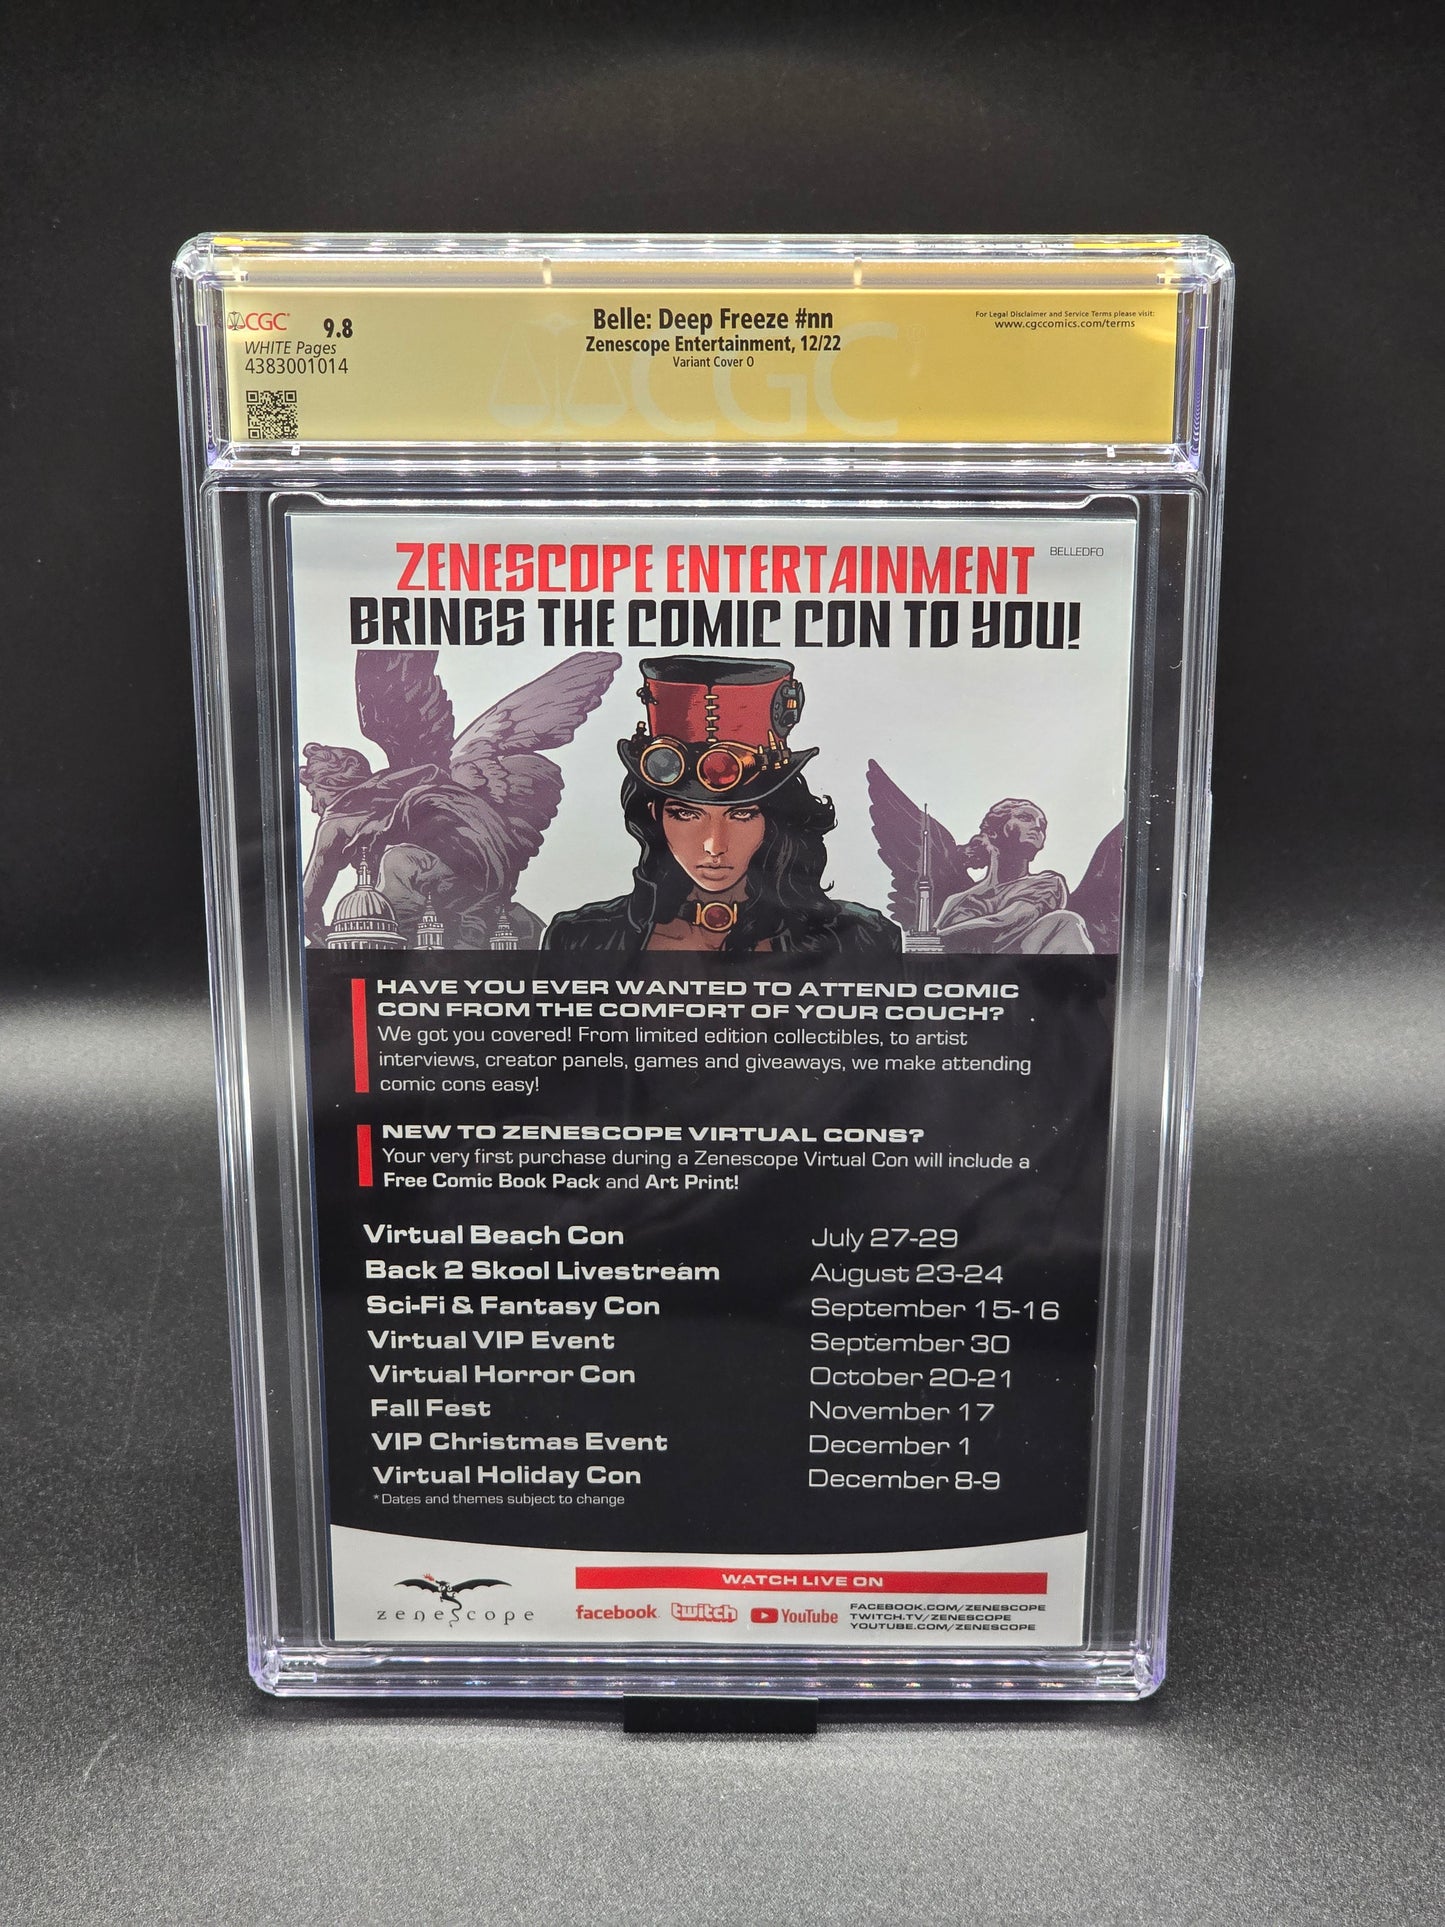 CGC 9.8
WHITE Pages
4383001014
Belle: Deep Freeze #nn
Zenescope Entertainment, 12/22
Variant Cover O
For Legal Disclaimer and Service Terms please visit:
www.cgccomics.com/terms
CGC
ZENESCOPE ENTERTAINMENT
BELLEDFO
BRINGS THE COMIC CON TO YOU!
HAVE YOU EVER WANTED TO ATTEND COMIC
CON FROM THE COMFORT OF YOUR COUCH?
We got you covered! From limited edition collectibles, to artist
interviews, creator panels, games and giveaways, we make attending
comic cons easy!
NEW TO ZENESCOPE VIRTUAL CONS?
Your very first purchase during a Zenescope Virtual Con will include a
Free Comic Book Pack and Art Print!
Virtual Beach Con July 27-29
Back 2 Skool Livestream August 23-24
Sci-Fi & Fantasy Con September 15-16
Virtual VIP Event September 30
Virtual Horror Con October 20-21
Fall Fest November 17
VIP Christmas Event December 1
Virtual Holiday Con December 8-9
*Dates and themes subject to change
zenescope
WATCH LIVE ON
facebook twitch YouTube
FACEBOOK.COM/ZENESCOPE
TWITCH.TV/ZENESCOPE
YOUTUBE.COM/ZENESCOPE